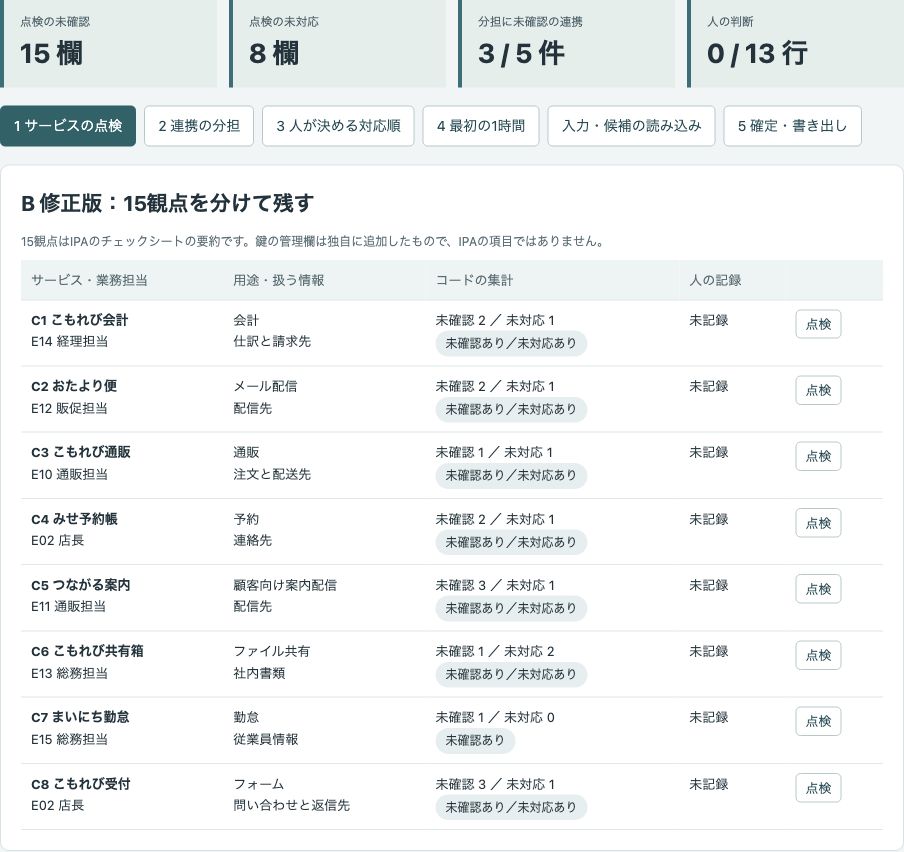 点検の未確認
15 欄
点検の未対応
8 欄
分担に未確認の連携
3 / 5 件
人の判断
0 / 13 行
1 サービスの点検
2 連携の分担
3 人が決める対応順
4 最初の1時間
入力・候補の読み込み
5 確定・書き出し
B 修正版：15観点を分けて残す
15観点はIPAのチェックシートの要約です。鍵の管理欄は独自に追加したもので、IPAの項目ではありません。
サービス・業務担当 用途・扱う情報 コードの集計 人の記録
C1 こもれび会計 会計 未確認 2 ／ 未対応 1 未記録 点検
E14 経理担当 仕訳と請求先 未確認あり／未対応あり
C2 おたより便 メール配信 未確認 2 ／ 未対応 1 未記録 点検
E12 販促担当 配信先 未確認あり／未対応あり
C3 こもれび通販 通販 未確認 1 ／ 未対応 1 未記録 点検
E10 通販担当 注文と配送先 未確認あり／未対応あり
C4 みせ予約帳 予約 未確認 2 ／ 未対応 1 未記録 点検
E02 店長 連絡先 未確認あり／未対応あり
C5 つながる案内 顧客向け案内配信 未確認 3 ／ 未対応 1 未記録 点検
E11 通販担当 配信先 未確認あり／未対応あり
C6 こもれび共有箱 ファイル共有 未確認 1 ／ 未対応 2 未記録 点検
E13 総務担当 社内書類 未確認あり／未対応あり
C7 まいにち勤怠 勤怠 未確認 1 ／ 未対応 0 未記録 点検
E15 総務担当 従業員情報 未確認あり
C8 こもれび受付 フォーム 未確認 3 ／ 未対応 1 未記録 点検
E02 店長 問い合わせと返信先 未確認あり／未対応あり